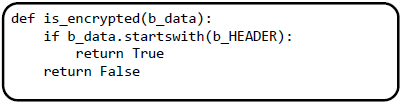 def is_encrypted(b_data):
    if b_data.startswith(b_HEADER):
        return True
    return False